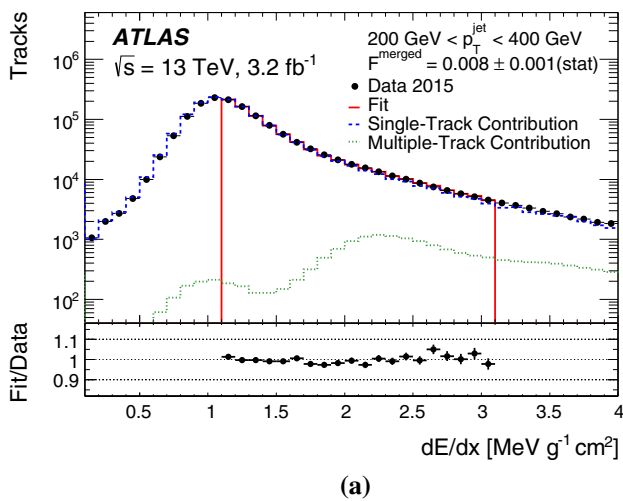 Tracks
10⁶
10⁵
10⁴
10³
10²
ATLAS
√s = 13 TeV, 3.2 fb⁻¹
200 GeV < p_T^jet < 400 GeV
F^merged = 0.008 ± 0.001(stat)
Data 2015
Fit
Single-Track Contribution
Multiple-Track Contribution
Fit/Data
1.1
1.0
0.9
0.5 1 1.5 2 2.5 3 3.5 4
dE/dx [MeV g⁻¹ cm²]
(a)